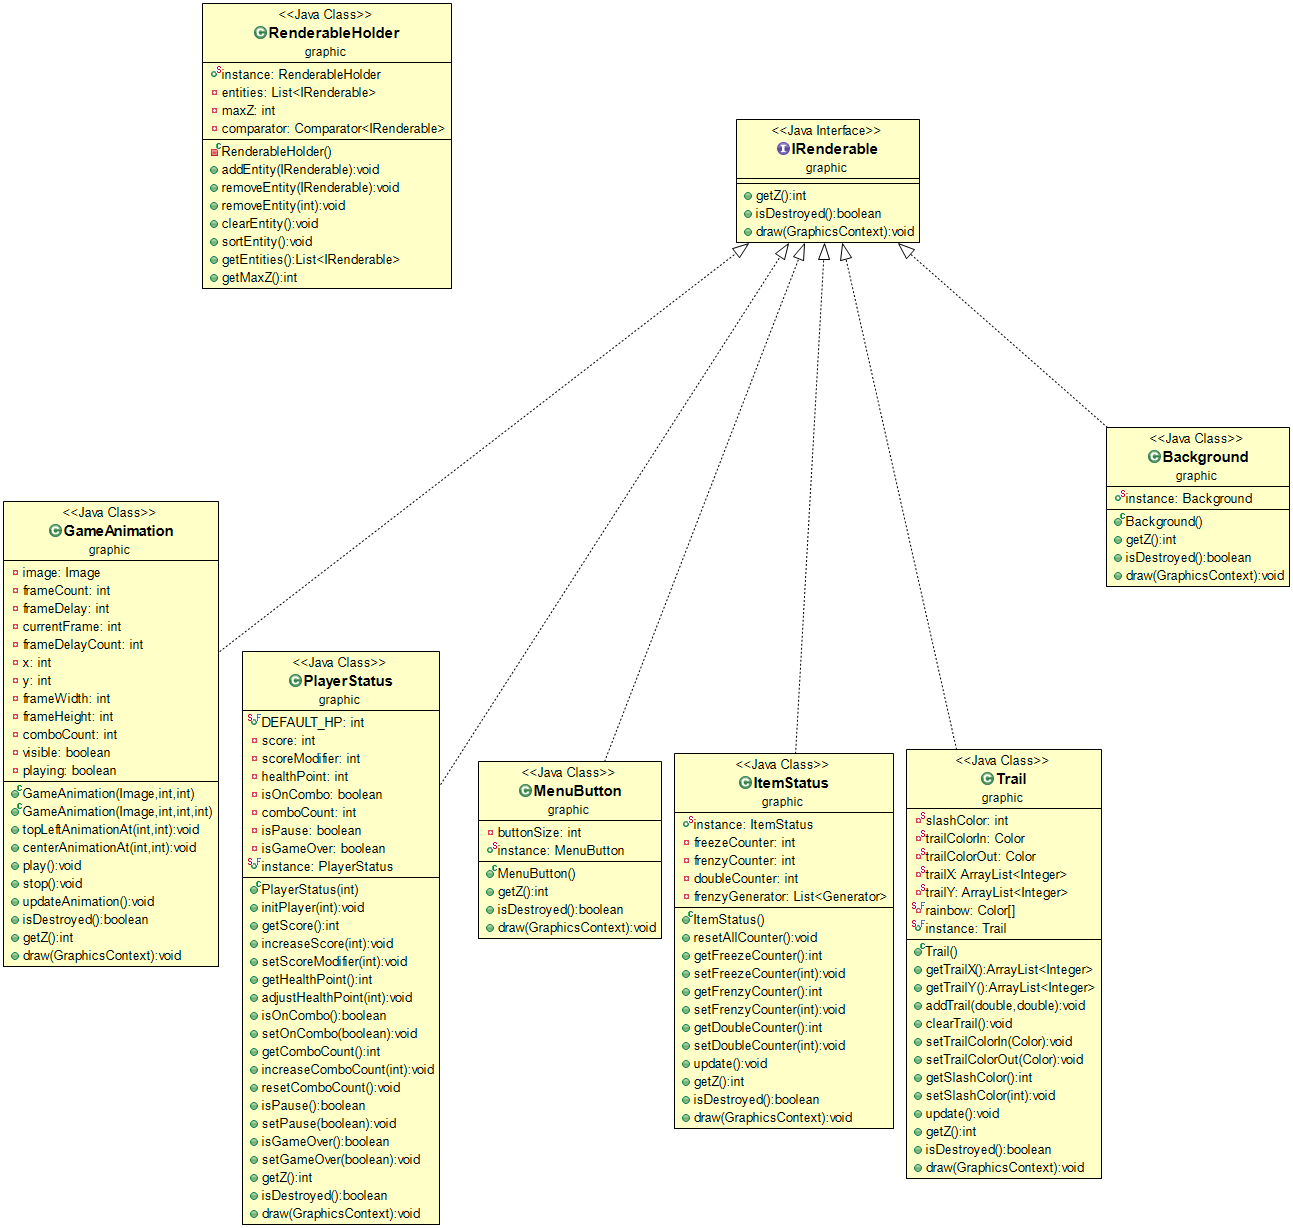 <<Java Class>>
RenderableHolder
graphic
instance: RenderableHolder
entities: List<IRenderable>
maxZ: int
comparator: Comparator<IRenderable>
RenderableHolder()
addEntity(IRenderable):void
removeEntity(IRenderable):void
removeEntity(int):void
clearEntity():void
sortEntity():void
getEntities():List<IRenderable>
getMaxZ():int
<<Java Interface>>
IRenderable
graphic
getZ():int
isDestroyed():boolean
draw(GraphicsContext):void
<<Java Class>>
Background
graphic
instance: Background
Background()
getZ():int
isDestroyed():boolean
draw(GraphicsContext):void
<<Java Class>>
GameAnimation
graphic
image: Image
frameCount: int
frameDelay: int
currentFrame: int
frameDelayCount: int
x: int
y: int
frameWidth: int
frameHeight: int
comboCount: int
visible: boolean
playing: boolean
GameAnimation(Image,int,int)
GameAnimation(Image,int,int,int)
topLeftAnimationAt(int,int):void
centerAnimationAt(int,int):void
play():void
stop():void
updateAnimation():void
isDestroyed():boolean
getZ():int
draw(GraphicsContext):void
<<Java Class>>
PlayerStatus
graphic
DEFAULT_HP: int
score: int
scoreModifier: int
healthPoint: int
isOnCombo: boolean
comboCount: int
isPause: boolean
isGameOver: boolean
instance: PlayerStatus
PlayerStatus(int)
initPlayer(int):void
getScore():int
increaseScore(int):void
setScoreModifier(int):void
getHealthPoint():int
adjustHealthPoint(int):void
isOnCombo():boolean
setOnCombo(boolean):void
getComboCount():int
increaseComboCount(int):void
resetComboCount():void
isPause():boolean
setPause(boolean):void
isGameOver():boolean
setGameOver(boolean):void
getZ():int
isDestroyed():boolean
draw(GraphicsContext):void
<<Java Class>>
MenuButton
graphic
buttonSize: int
instance: MenuButton
MenuButton()
getZ():int
isDestroyed():boolean
draw(GraphicsContext):void
<<Java Class>>
ItemStatus
graphic
instance: ItemStatus
freezeCounter: int
frenzyCounter: int
doubleCounter: int
frenzyGenerator: List<Generator>
ItemStatus()
resetAllCounter():void
getFreezeCounter():int
setFreezeCounter(int):void
getFrenzyCounter():int
setFrenzyCounter(int):void
getDoubleCounter():int
setDoubleCounter(int):void
update():void
getZ():int
isDestroyed():boolean
draw(GraphicsContext):void
<<Java Class>>
Trail
graphic
slashColor: int
trailColorIn: Color
trailColorOut: Color
trailX: ArrayList<Integer>
trailY: ArrayList<Integer>
rainbow: Color[]
instance: Trail
Trail()
getTrailX():ArrayList<Integer>
getTrailY():ArrayList<Integer>
addTrail(double,double):void
clearTrail():void
setTrailColorIn(Color):void
setTrailColorOut(Color):void
getSlashColor():int
setSlashColor(int):void
update():void
getZ():int
isDestroyed():boolean
draw(GraphicsContext):void